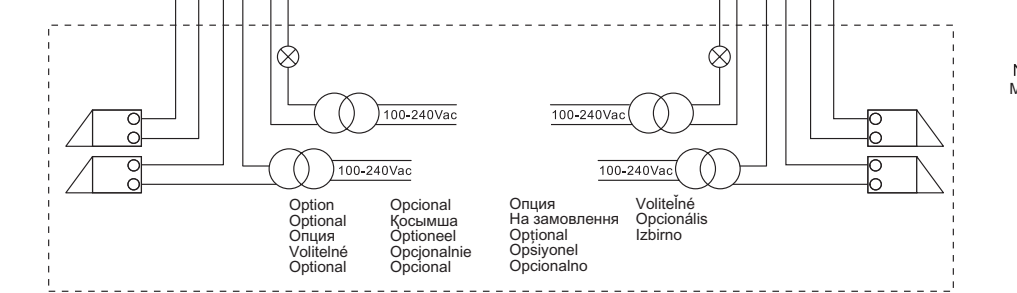 100-240Vac
100-240Vac
100-240Vac
100-240Vac
Option
Optional
Опция
Volitelné
Optional
Opcional
Қосымша
Optioneel
Opcjonalnie
Opcional
Опция
На замовлення
Opțional
Opsiyonel
Opcionalno
Voliteľné
Opcionális
Izbirno